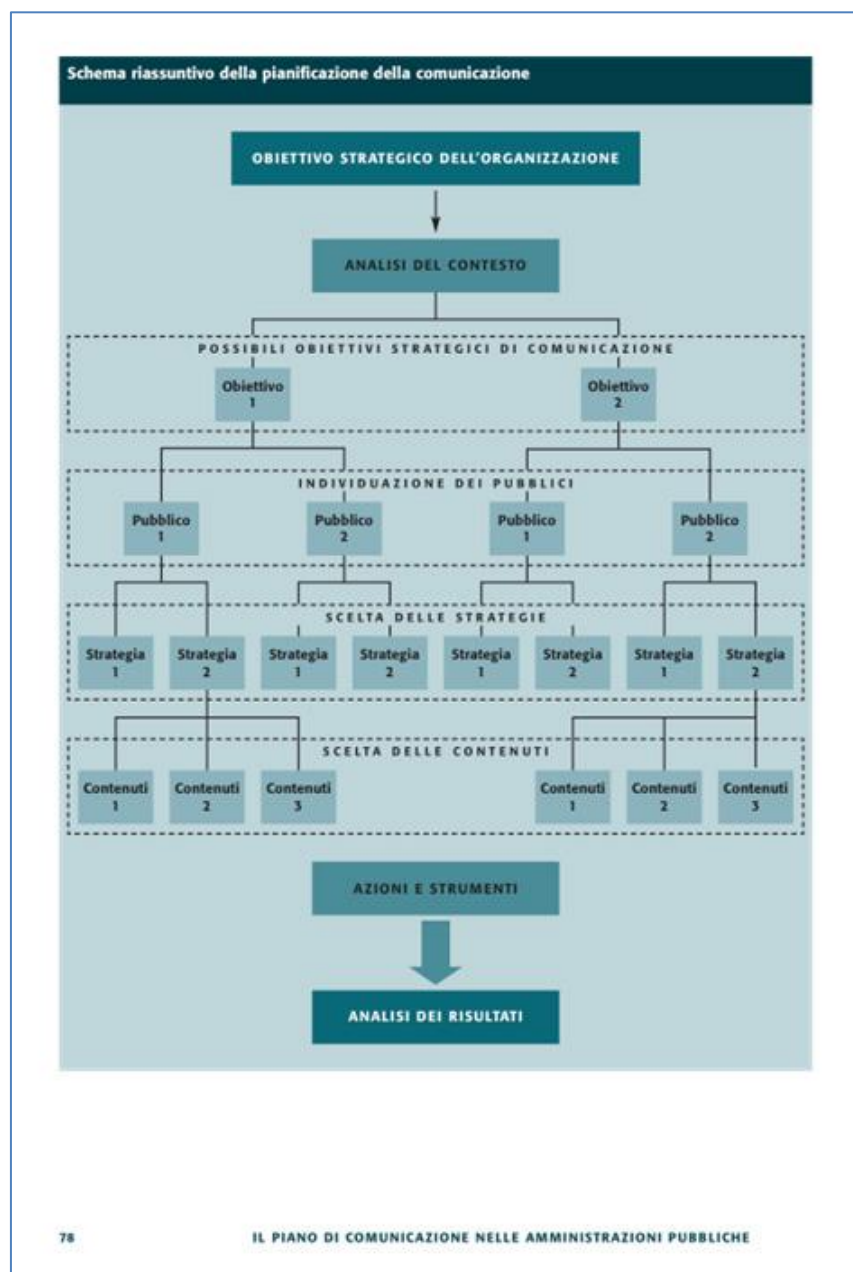 Schema riassuntivo della pianificazione della comunicazione
OBIETTIVO STRATEGICO DELL'ORGANIZZAZIONE
ANALISI DEL CONTESTO
POSSIBILI OBIETTIVI STRATEGICI DI COMUNICAZIONE
Obiettivo
1
Obiettivo
2
INDIVIDUAZIONE DEI PUBBLICI
Pubblico
1
Pubblico
2
Pubblico
1
Pubblico
2
SCELTA DELLE STRATEGIE
Strategia
1
Strategia
2
Strategia
1
Strategia
2
Strategia
1
Strategia
2
Strategia
1
Strategia
2
SCELTA DELLE CONTENUTI
Contenuti
1
Contenuti
2
Contenuti
3
Contenuti
1
Contenuti
2
Contenuti
3
AZIONI E STRUMENTI
ANALISI DEI RISULTATI
78 IL PIANO DI COMUNICAZIONE NELLE AMMINISTRAZIONI PUBBLICHE